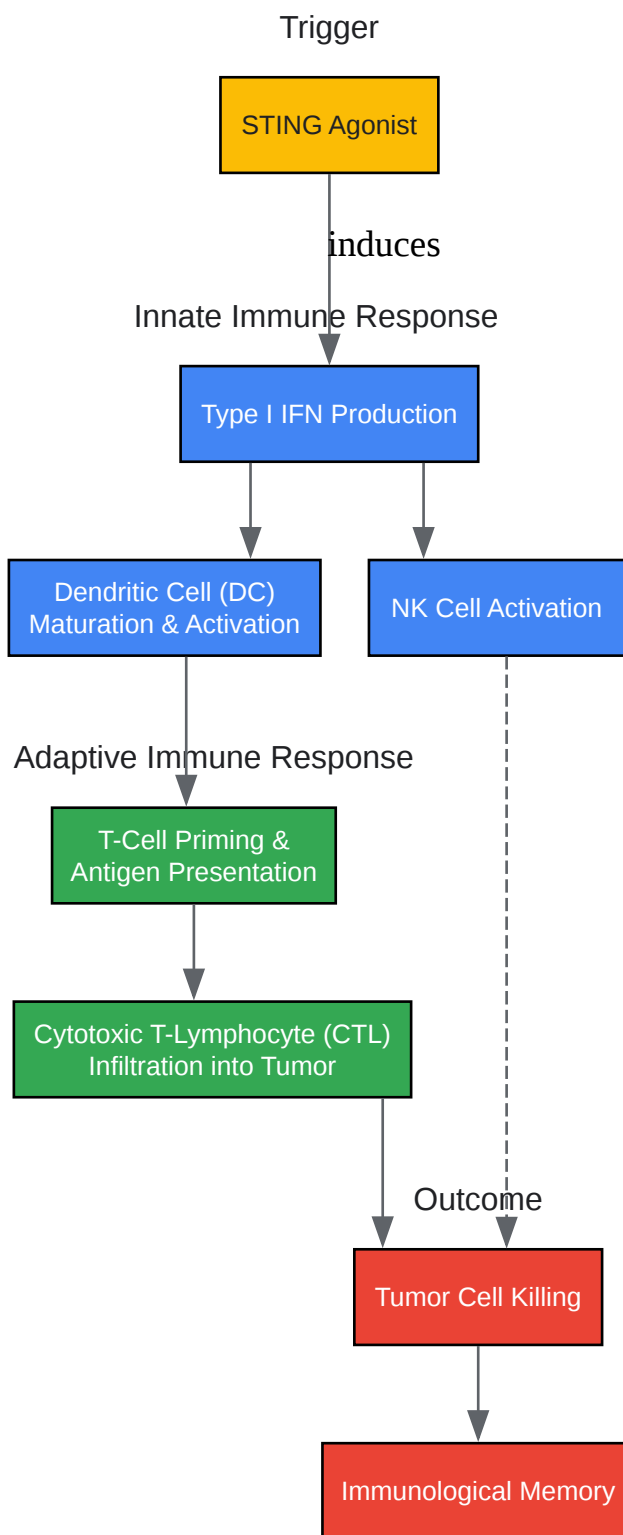 Trigger
STING Agonist
induces
Innate Immune Response
Type I IFN Production
Dendritic Cell (DC)
Maturation & Activation
NK Cell Activation
Adaptive Immune Response
T-Cell Priming &
Antigen Presentation
Cytotoxic T-Lymphocyte (CTL)
Infiltration into Tumor
Outcome
Tumor Cell Killing
Immunological Memory